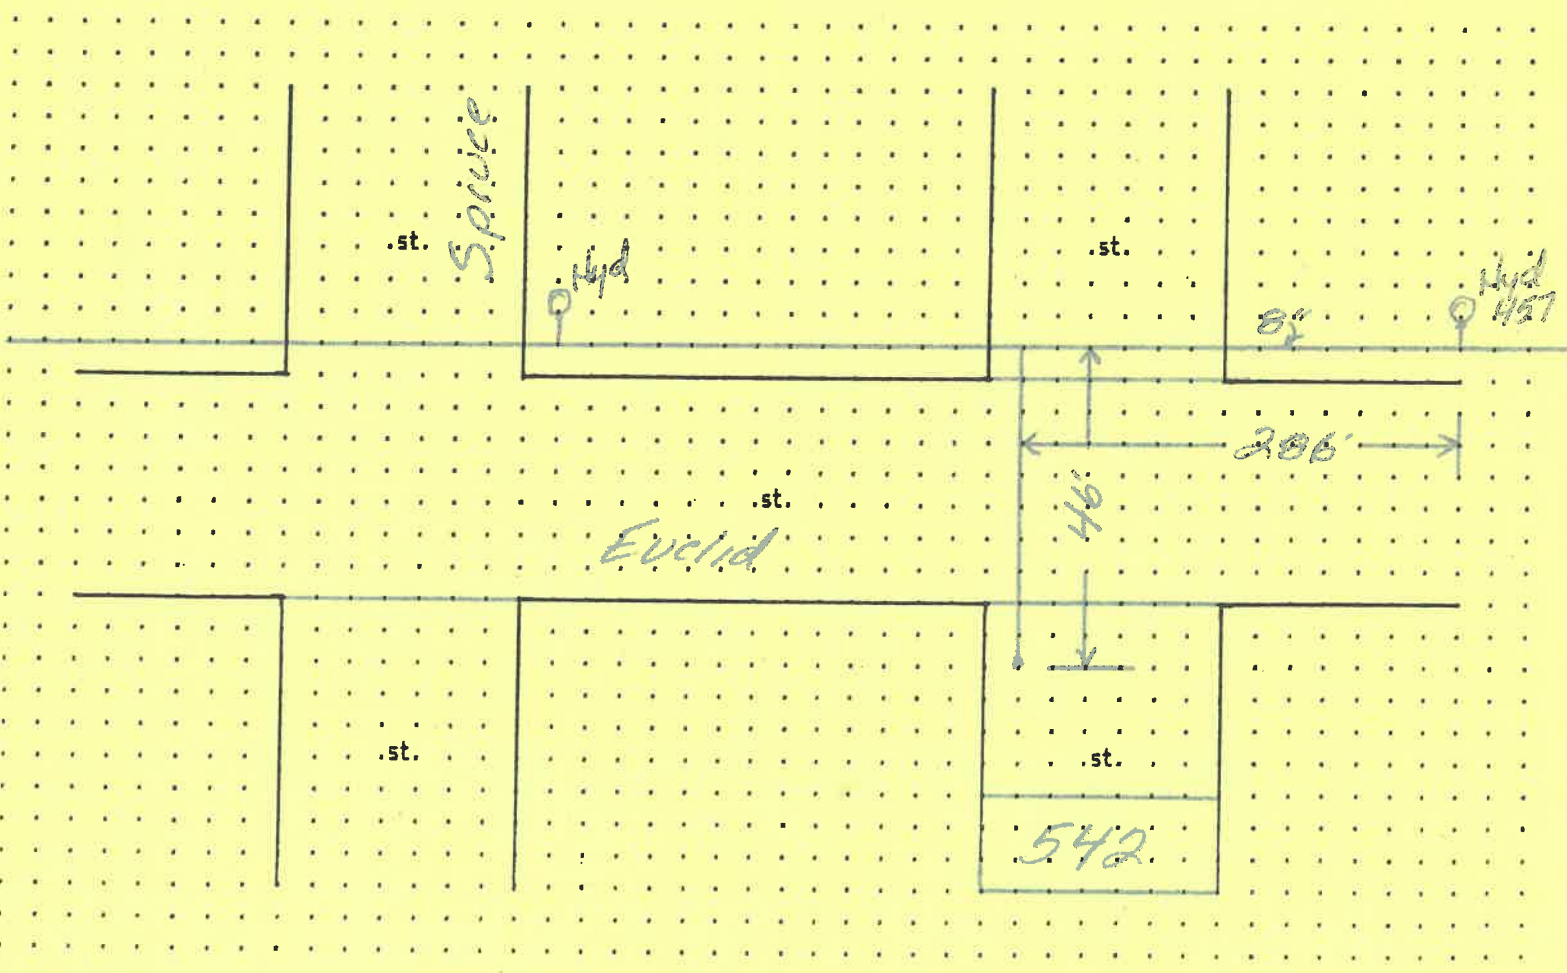 Spruce
.st.
.st.
Hyd
Hyd
457
8"
286'
46'
.st.
Euclid
.st.
.st.
542